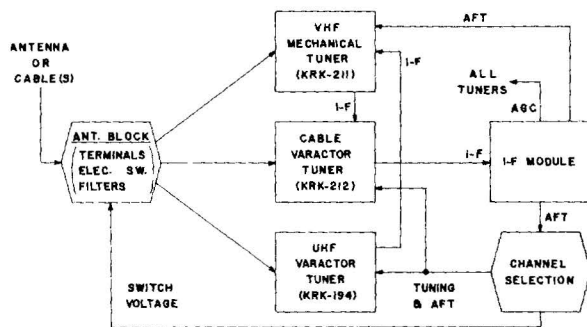 ANTENNA
OR
CABLE(S)
ANT. BLOCK
TERMINALS
ELEC. SW.
FILTERS
VHF
MECHANICAL
TUNER
(KRK-211)
I-F
CABLE
VARACTOR
TUNER
(KRK-212)
UHF
VARACTOR
TUNER
(KRK-194)
I-F
AFT
ALL
TUNERS
AGC
I-F
I-F MODULE
AFT
CHANNEL
SELECTION
TUNING
& AFT
SWITCH
VOLTAGE